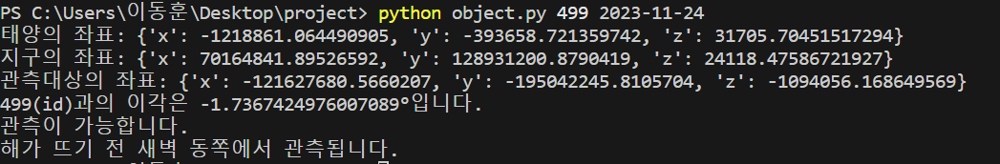 PS C:\Users\이동훈\Desktop\project> python object.py 499 2023-11-24
태양의 좌표: {'x': -1218861.064490905, 'y': -393658.721359742, 'z': 31705.70451517294}
지구의 좌표: {'x': 70164841.89526592, 'y': 128931200.8790419, 'z': 24118.47586721927}
관측대상의 좌표: {'x': -121627680.5660207, 'y': -195042245.8105704, 'z': -1094056.168649569}
499(id)과의 이각은 -1.7367424976007089°입니다.
관측이 가능합니다.
해가 뜨기 전 새벽 동쪽에서 관측됩니다.